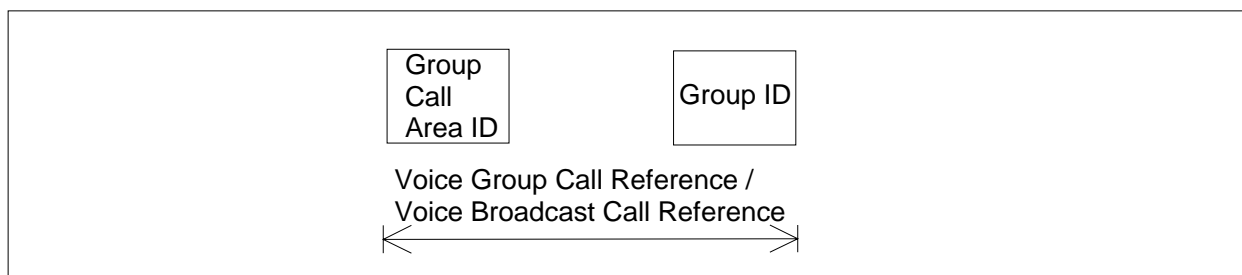 Group
Call
Area ID
Group ID
Voice Group Call Reference /
Voice Broadcast Call Reference